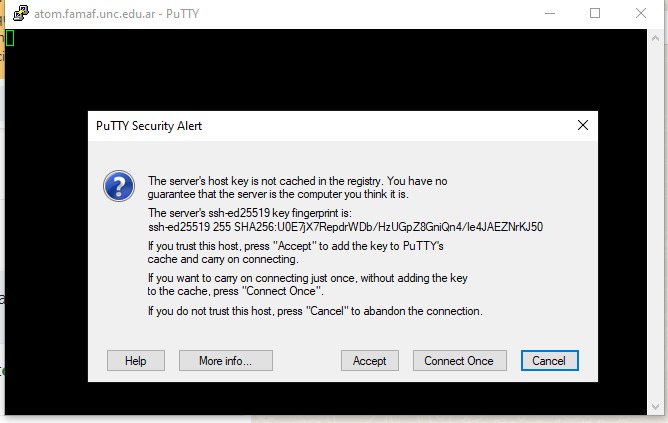 atom.famaf.unc.edu.ar - PuTTY
PuTTY Security Alert
The server's host key is not cached in the registry. You have no
guarantee that the server is the computer you think it is.
The server's ssh-ed25519 key fingerprint is:
ssh-ed25519 255 SHA256:U0E7jX7RepdrWDb/HzUGpZ8GniQn4/Ie4JAEZNrKJ50
If you trust this host, press "Accept" to add the key to PuTTY's
cache and carry on connecting.
If you want to carry on connecting just once, without adding the key
to the cache, press "Connect Once".
If you do not trust this host, press "Cancel" to abandon the connection.
Help More info... Accept Connect Once Cancel